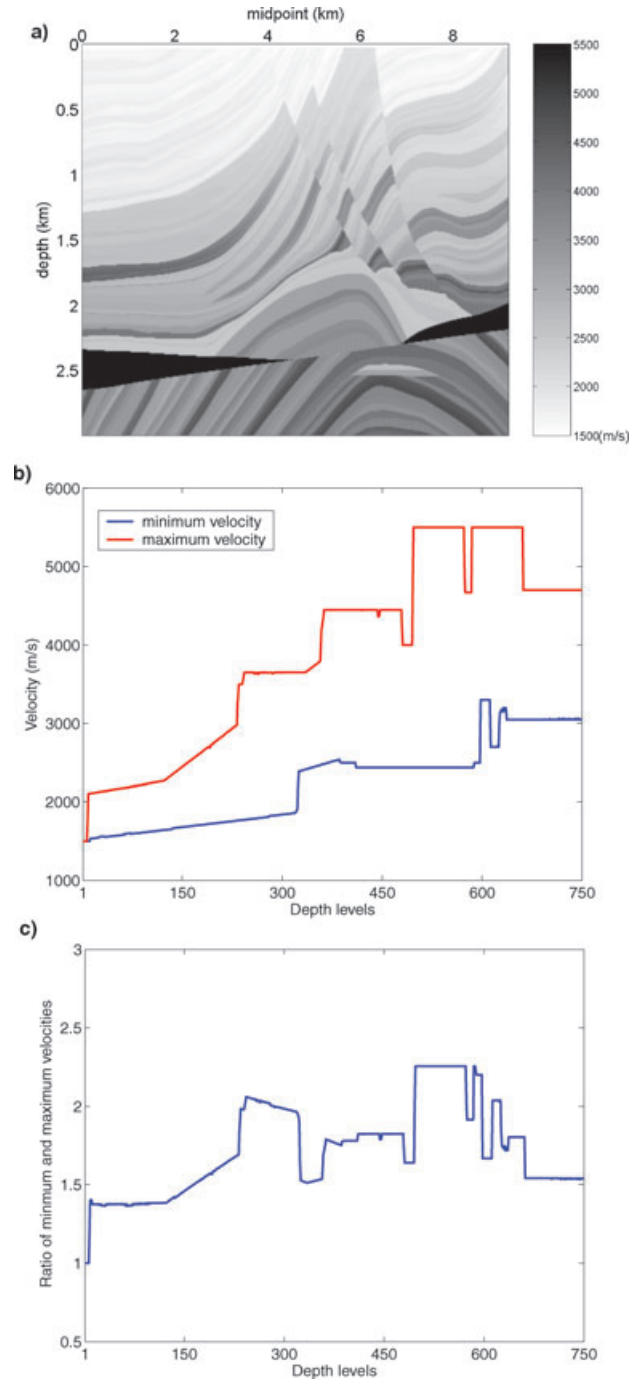 midpoint (km)
a)
0 2 4 6 8
0
0.5
1
1.5
2
2.5
depth (km)
5500
5000
4500
4000
3500
3000
2500
2000
1500(m/s)
b)
6000
5000
4000
3000
2000
1000
Velocity (m/s)
minimum velocity
maximum velocity
1 150 300 450 600 750
Depth levels
c)
3
2.5
2
1.5
1
0.5
Ratio of minmum and maximum velocities
1 150 300 450 600 750
Depth levels